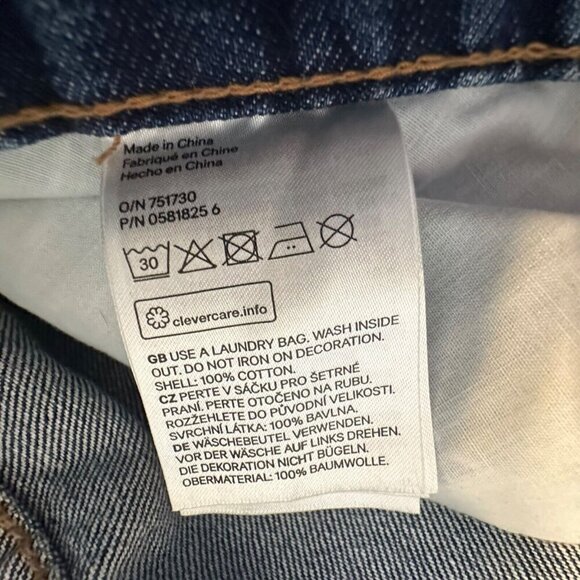 Made in China
Fabriqué en Chine
Hecho en China
O/N 751730
P/N 0581825 6
30
clevercare.info
GB USE A LAUNDRY BAG. WASH INSIDE
OUT. DO NOT IRON ON DECORATION.
SHELL: 100% COTTON.
CZ PERTE V SÁČKU PRO ŠETRNÉ
PRANÍ. PERTE OTOČENO NA RUBU.
ROZŽEHLETE DO PŮVODNÍ VELIKOSTI.
SVRCHNÍ LÁTKA: 100% BAVLNA.
DE WÄSCHEBEUTEL VERWENDEN.
VOR DER WÄSCHE AUF LINKS DREHEN.
DIE DEKORATION NICHT BÜGELN.
OBERMATERIAL: 100% BAUMWOLLE.